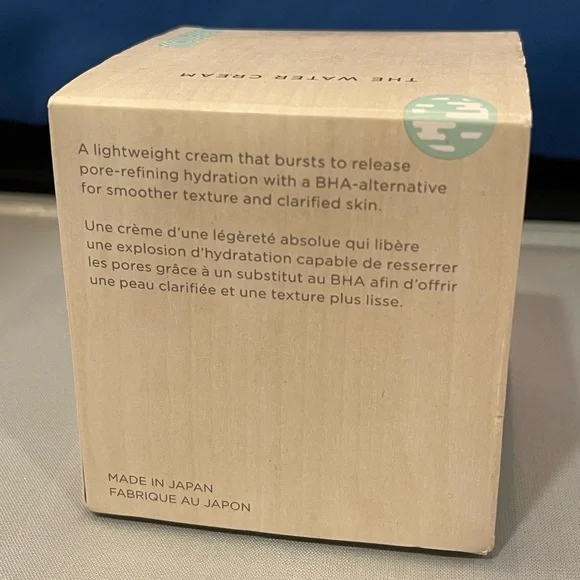 THE WATER CREAM
A lightweight cream that bursts to release
pore-refining hydration with a BHA-alternative
for smoother texture and clarified skin.
Une crème d'une légèreté absolue qui libère
une explosion d'hydratation capable de resserrer
les pores grâce à un substitut au BHA afin d'offrir
une peau clarifiée et une texture plus lisse.
MADE IN JAPAN
FABRIQUE AU JAPON